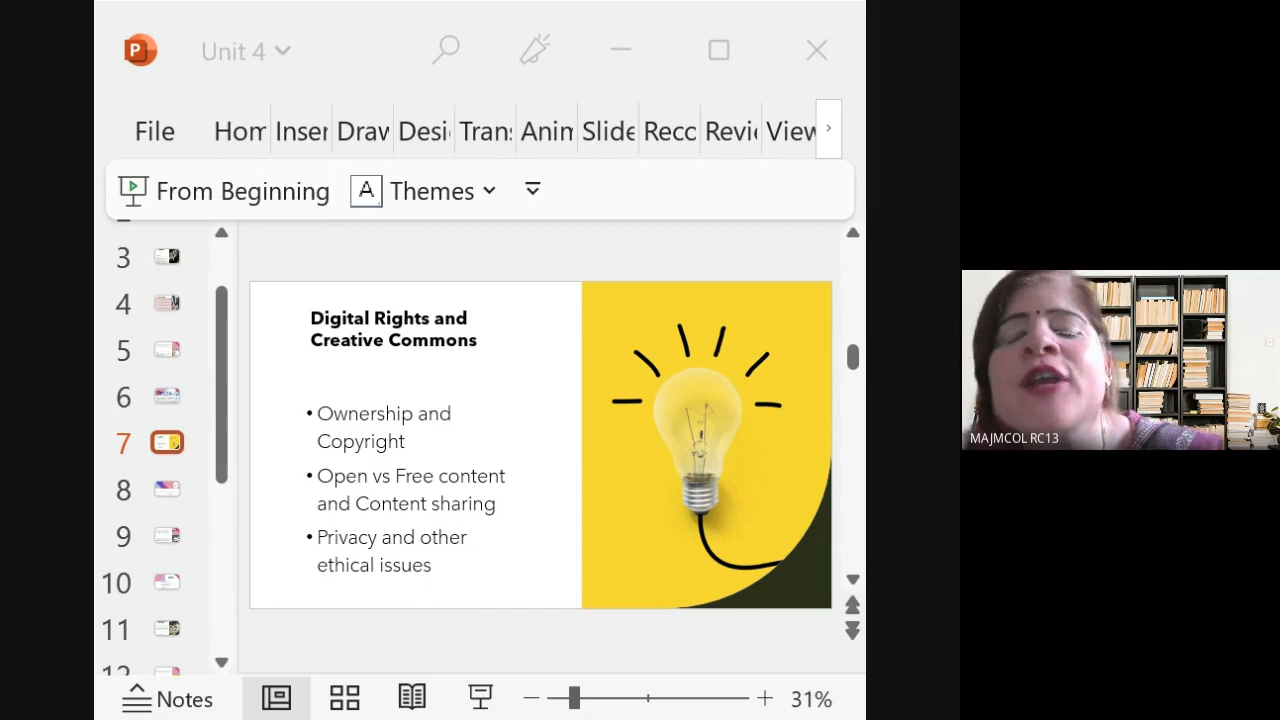 P
Unit 4
File Hom Inser Draw Desi Trans Anim Slide Reco Revie View
From Beginning A Themes
3
4
5
6
7
8
9
10
11
12
Digital Rights and
Creative Commons
• Ownership and
Copyright
• Open vs Free content
and Content sharing
• Privacy and other
ethical issues
Notes
31%
MAJMCOL RC13